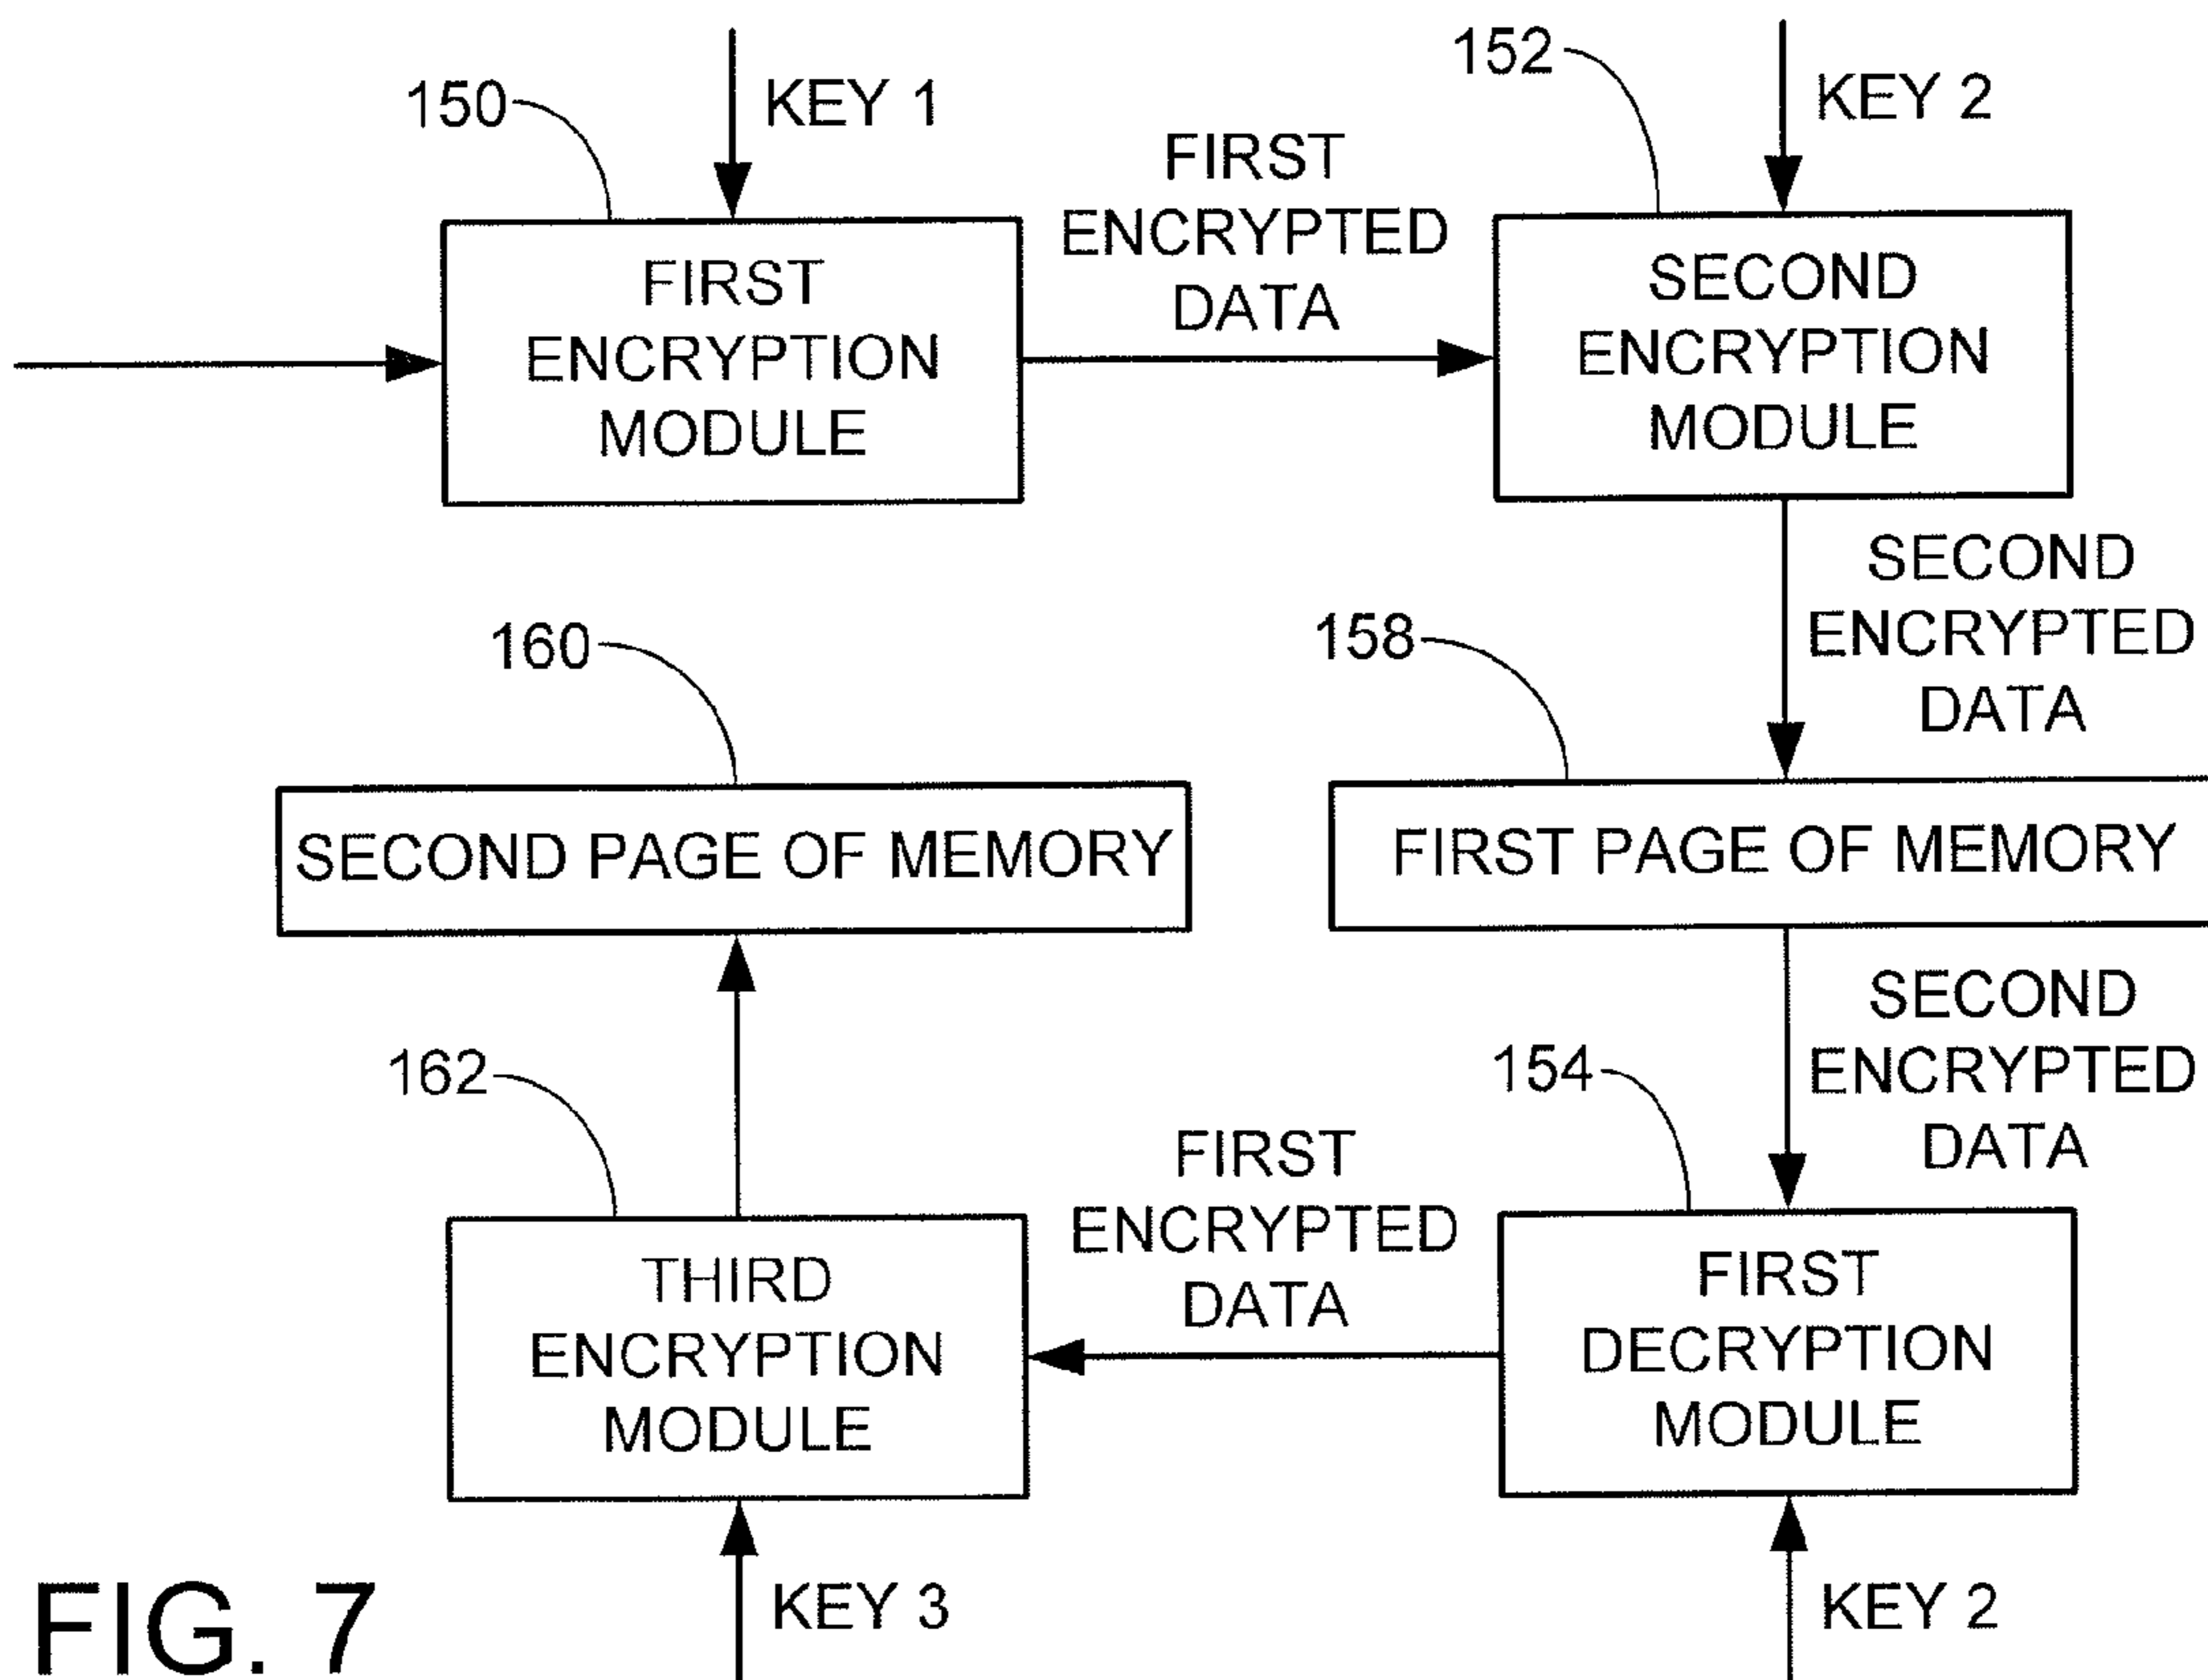 150
KEY 1
152
KEY 2
FIRST
ENCRYPTED
DATA
FIRST
ENCRYPTION
MODULE
SECOND
ENCRYPTION
MODULE
SECOND
ENCRYPTED
DATA
160
158
SECOND PAGE OF MEMORY
FIRST PAGE OF MEMORY
SECOND
ENCRYPTED
DATA
162
154
FIRST
ENCRYPTED
DATA
THIRD
ENCRYPTION
MODULE
FIRST
DECRYPTION
MODULE
KEY 3
KEY 2
FIG. 7